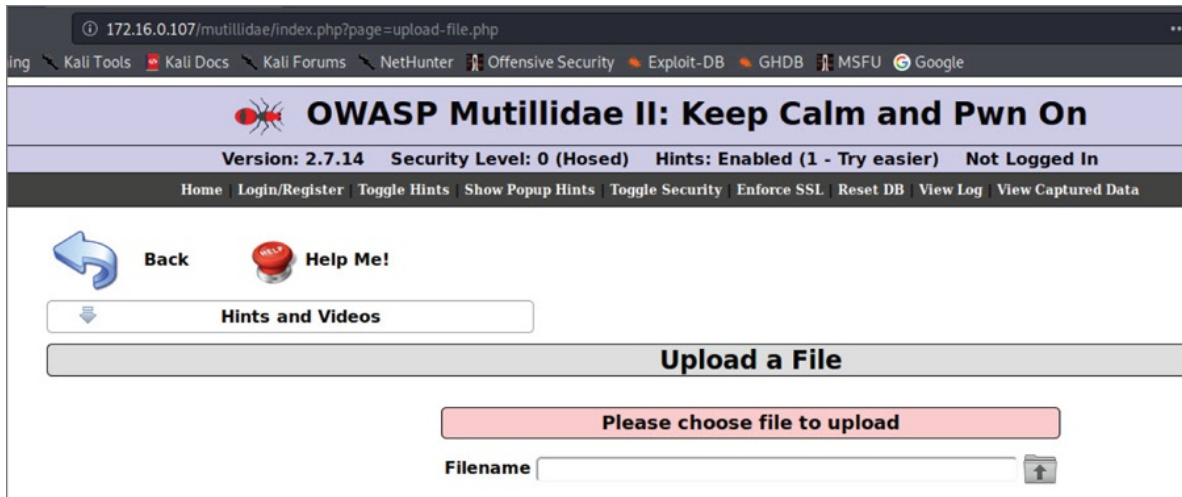 172.16.0.107/mutillidae/index.php?page=upload-file.php ...
ing Kali Tools Kali Docs Kali Forums NetHunter Offensive Security Exploit-DB GHDB MSFU Google
OWASP Mutillidae II: Keep Calm and Pwn On
Version: 2.7.14 Security Level: 0 (Hosed) Hints: Enabled (1 - Try easier) Not Logged In
Home | Login/Register | Toggle Hints | Show Popup Hints | Toggle Security | Enforce SSL | Reset DB | View Log | View Captured Data
Back HELP Help Me!
Hints and Videos
Upload a File
Please choose file to upload
Filename